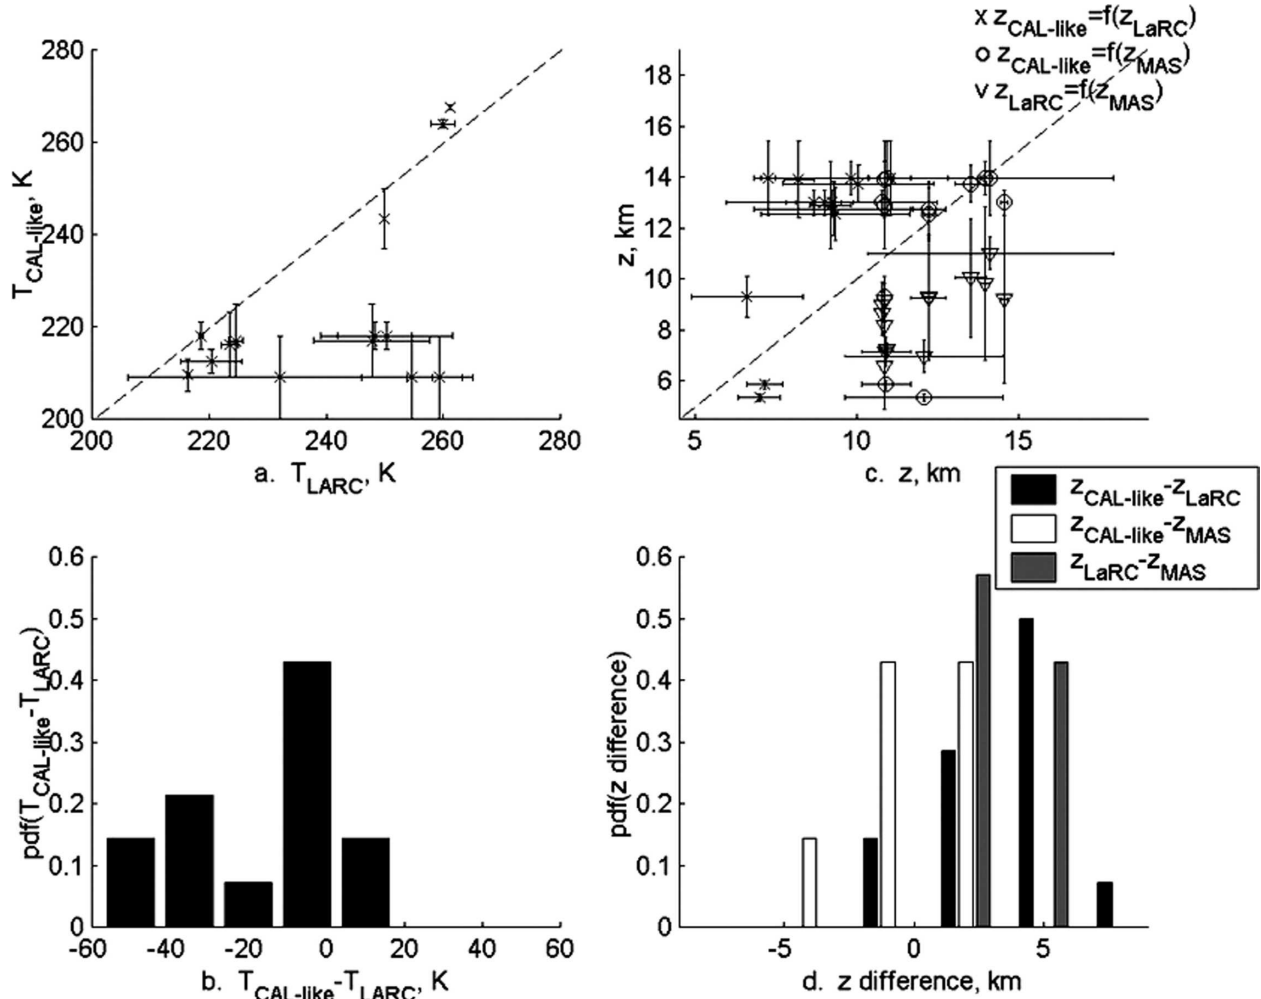 x z_CAL-like=f(z_LaRC)
o z_CAL-like=f(z_MAS)
v z_LaRC=f(z_MAS)
280
260
240
220
200
T_CAL-like, K
200 220 240 260 280
a. T_LARC, K
18
16
14
12
10
8
6
z, km
5 10 15
c. z, km
z_CAL-like-z_LaRC
z_CAL-like-z_MAS
z_LaRC-z_MAS
0.6
0.5
0.4
0.3
0.2
0.1
0
pdf(T_CAL-like-T_LARC)
-60 -40 -20 0 20 40 60
b. T_CAL-like-T_LARC, K
0.6
0.5
0.4
0.3
0.2
0.1
0
pdf(z difference)
-5 0 5
d. z difference, km